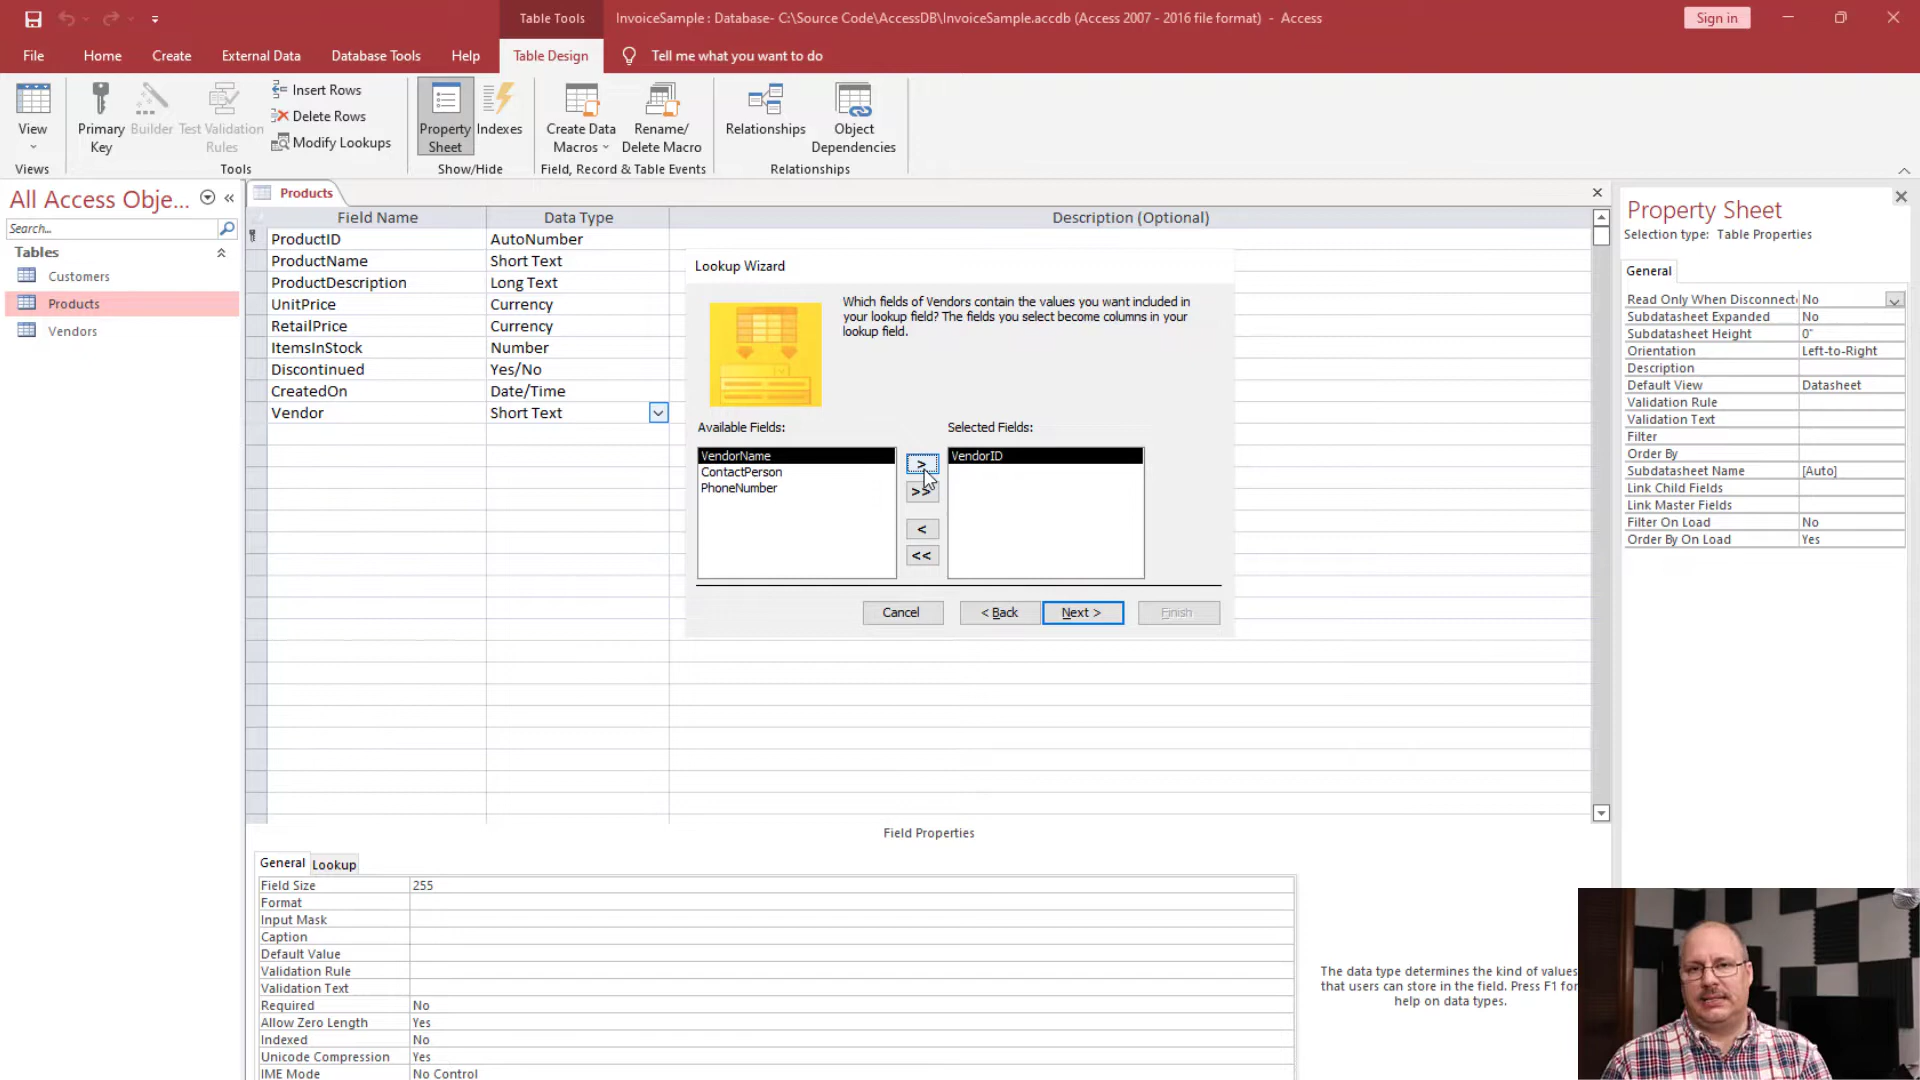 Table Tools
InvoiceSample : Database- C:\Source Code\AccessDB\InvoiceSample.accdb (Access 2007 - 2016 file format) - Access
Sign in
File
Home
Create
External Data
Database Tools
Help
Table Design
Tell me what you want to do
View
Primary
Key
Builder
Test Validation
Rules
Insert Rows
Delete Rows
Modify Lookups
Property
Sheet
Indexes
Create Data
Macros
Rename/
Delete Macro
Relationships
Object
Dependencies
Views
Tools
Show/Hide
Field, Record & Table Events
Relationships
All Access Obje...
«
Search...
Tables
Customers
Products
Vendors
Products
Field Name
Data Type
Description (Optional)
ProductID AutoNumber
ProductName Short Text
ProductDescription Long Text
UnitPrice Currency
RetailPrice Currency
ItemsInStock Number
Discontinued Yes/No
CreatedOn Date/Time
Vendor Short Text
Lookup Wizard
Which fields of Vendors contain the values you want included in
your lookup field? The fields you select become columns in your
lookup field.
Available Fields:
VendorName
ContactPerson
PhoneNumber
>
>>
<
<<
Selected Fields:
VendorID
Cancel
< Back
Next >
Finish
Property Sheet
Selection type: Table Properties
General
Read Only When Disconnect No
Subdatasheet Expanded No
Subdatasheet Height 0"
Orientation Left-to-Right
Description
Default View Datasheet
Validation Rule
Validation Text
Filter
Order By
Subdatasheet Name [Auto]
Link Child Fields
Link Master Fields
Filter On Load No
Order By On Load Yes
Field Properties
General
Lookup
Field Size 255
Format
Input Mask
Caption
Default Value
Validation Rule
Validation Text
Required No
Allow Zero Length Yes
Indexed No
Unicode Compression Yes
IME Mode No Control
The data type determines the kind of values
that users can store in the field. Press F1 for
help on data types.